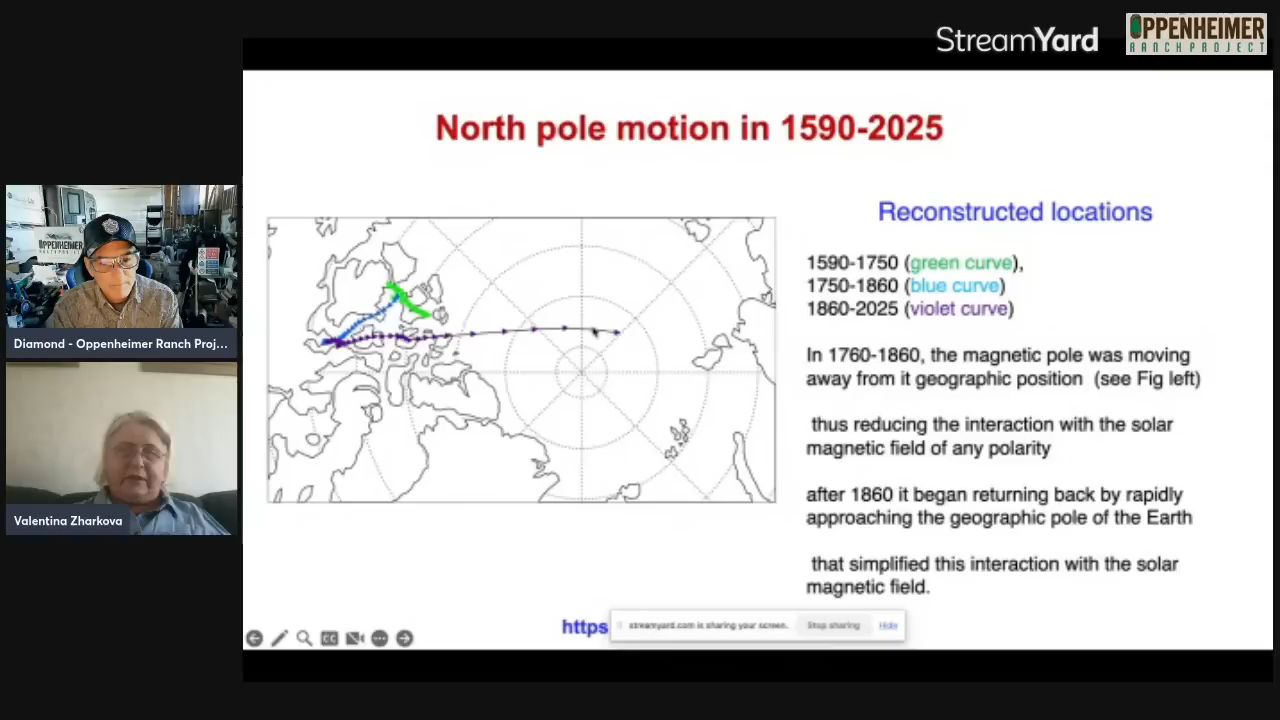 StreamYard
OPPENHEIMER
RANCH PROJECT
North pole motion in 1590-2025
Reconstructed locations
1590-1750 (green curve),
1750-1860 (blue curve)
1860-2025 (violet curve)
In 1760-1860, the magnetic pole was moving
away from it geographic position (see Fig left)
thus reducing the interaction with the solar
magnetic field of any polarity
after 1860 it began returning back by rapidly
approaching the geographic pole of the Earth
that simplified this interaction with the solar
magnetic field.
https
streamyard.com is sharing your screen.
Stop sharing
Hide
CC
OPPENHEIMER
Diamond - Oppenheimer Ranch Proj...
Valentina Zharkova